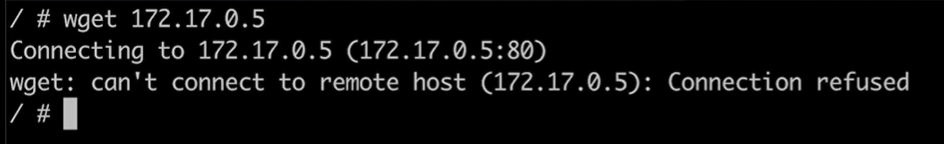 / # wget 172.17.0.5
Connecting to 172.17.0.5 (172.17.0.5:80)
wget: can't connect to remote host (172.17.0.5): Connection refused
/ #